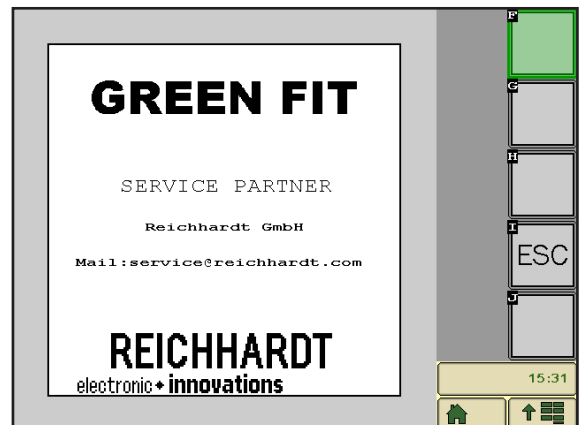 GREEN FIT
SERVICE PARTNER
Reichhardt GmbH
Mail:service@reichhardt.com
REICHHARDT
electronic+innovations
F
G
H
I
ESC
J
15:31